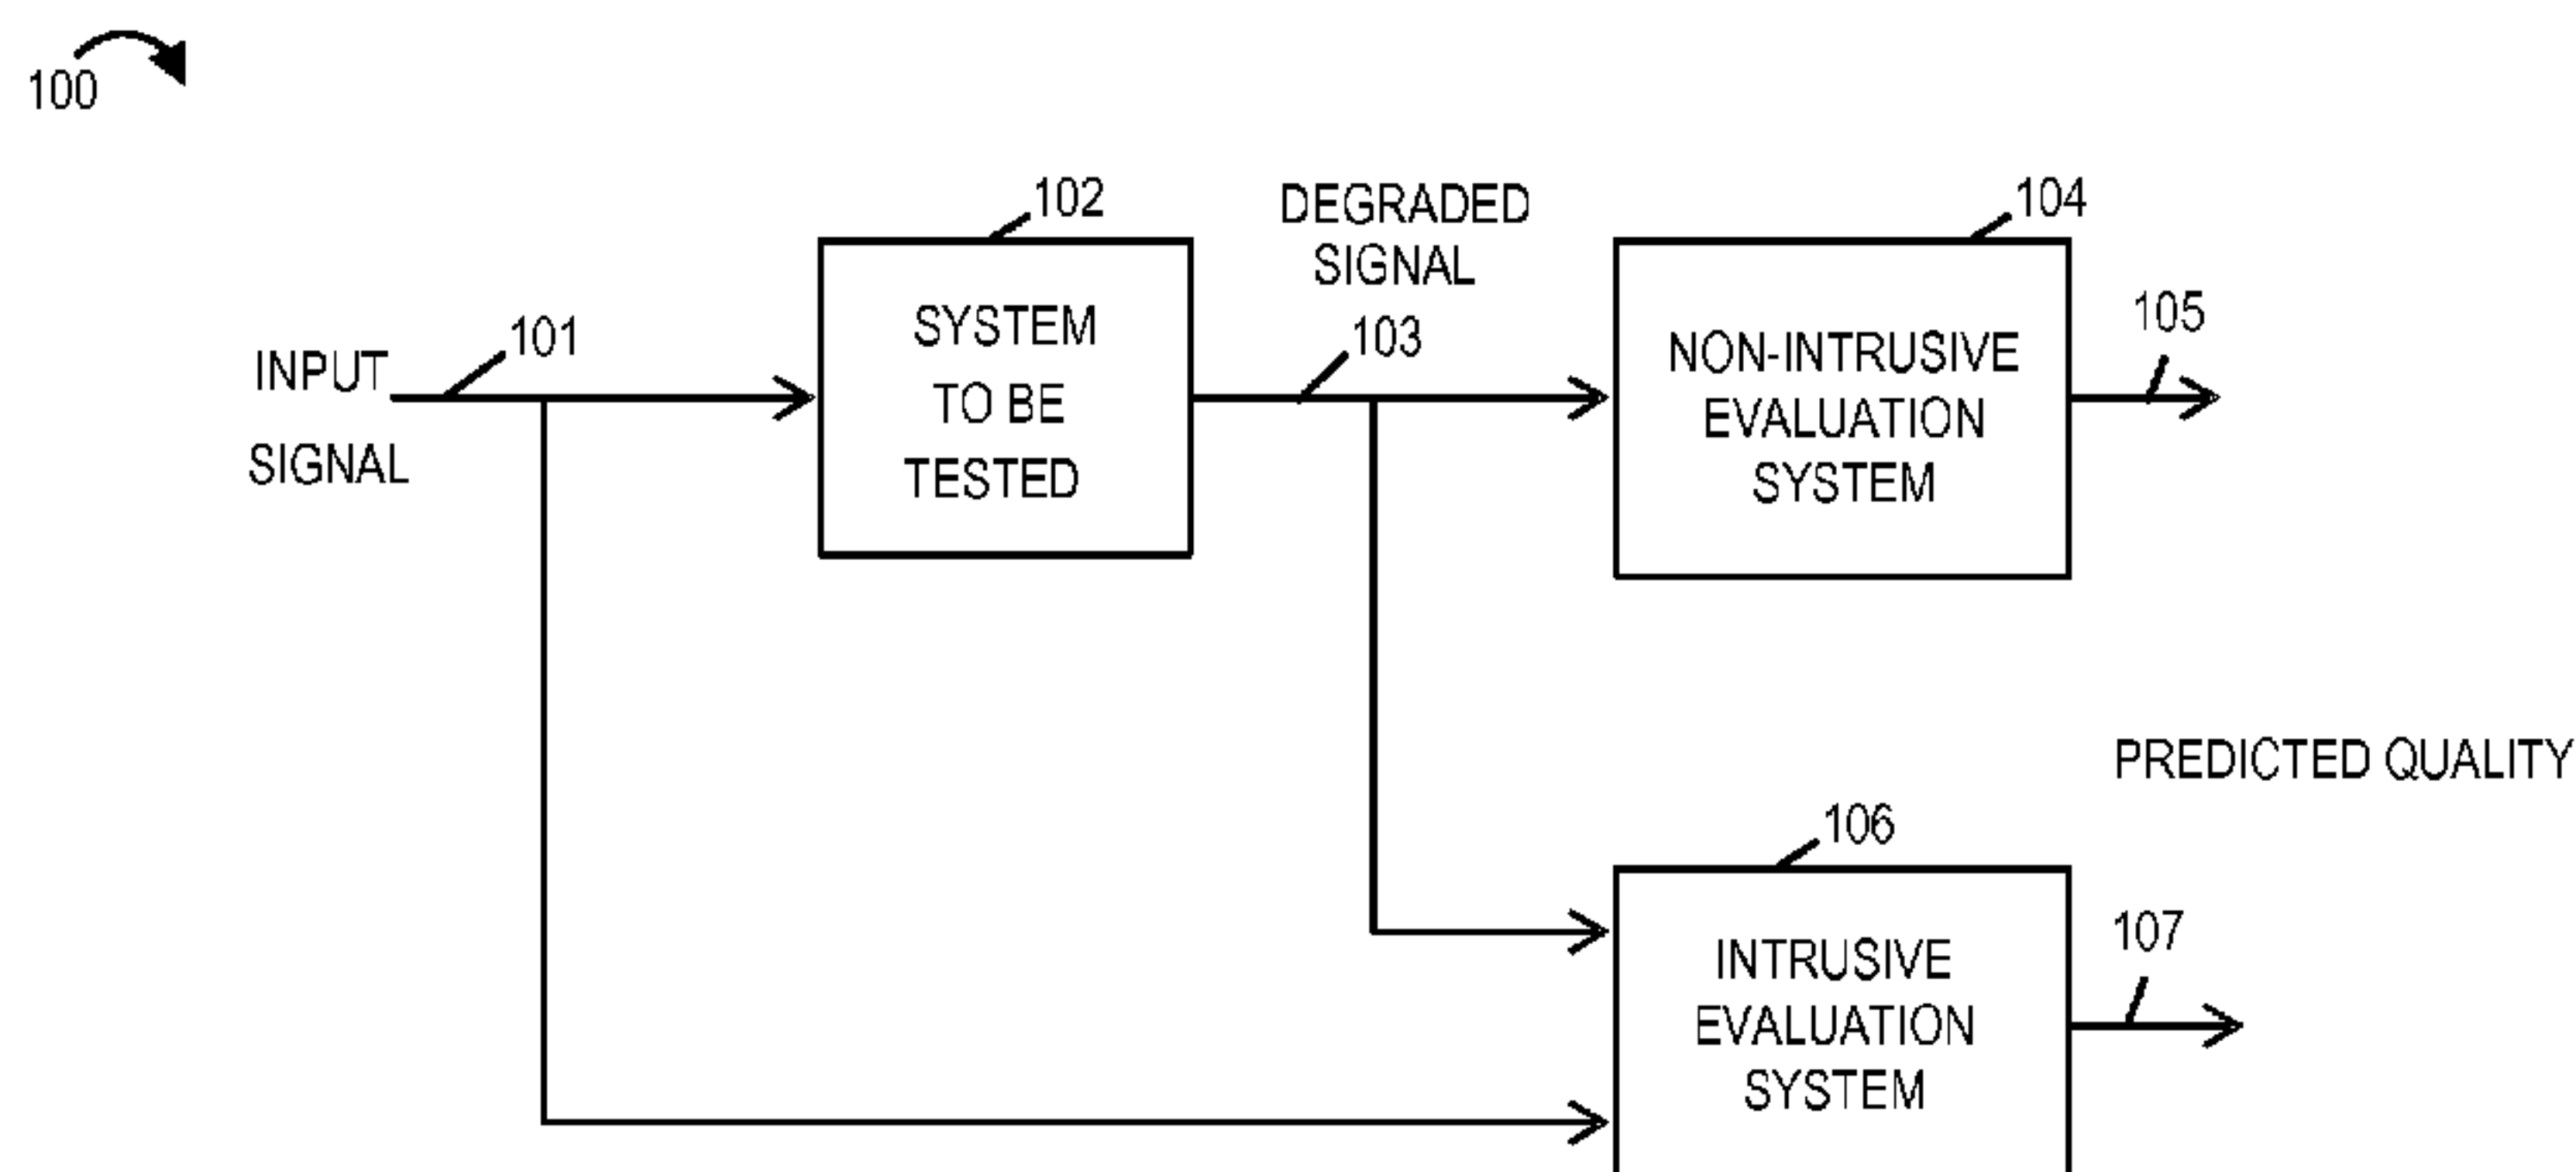 100
102
DEGRADED
SIGNAL
104
101
103
105
INPUT
SIGNAL
SYSTEM
TO BE
TESTED
NON-INTRUSIVE
EVALUATION
SYSTEM
PREDICTED QUALITY
106
107
INTRUSIVE
EVALUATION
SYSTEM